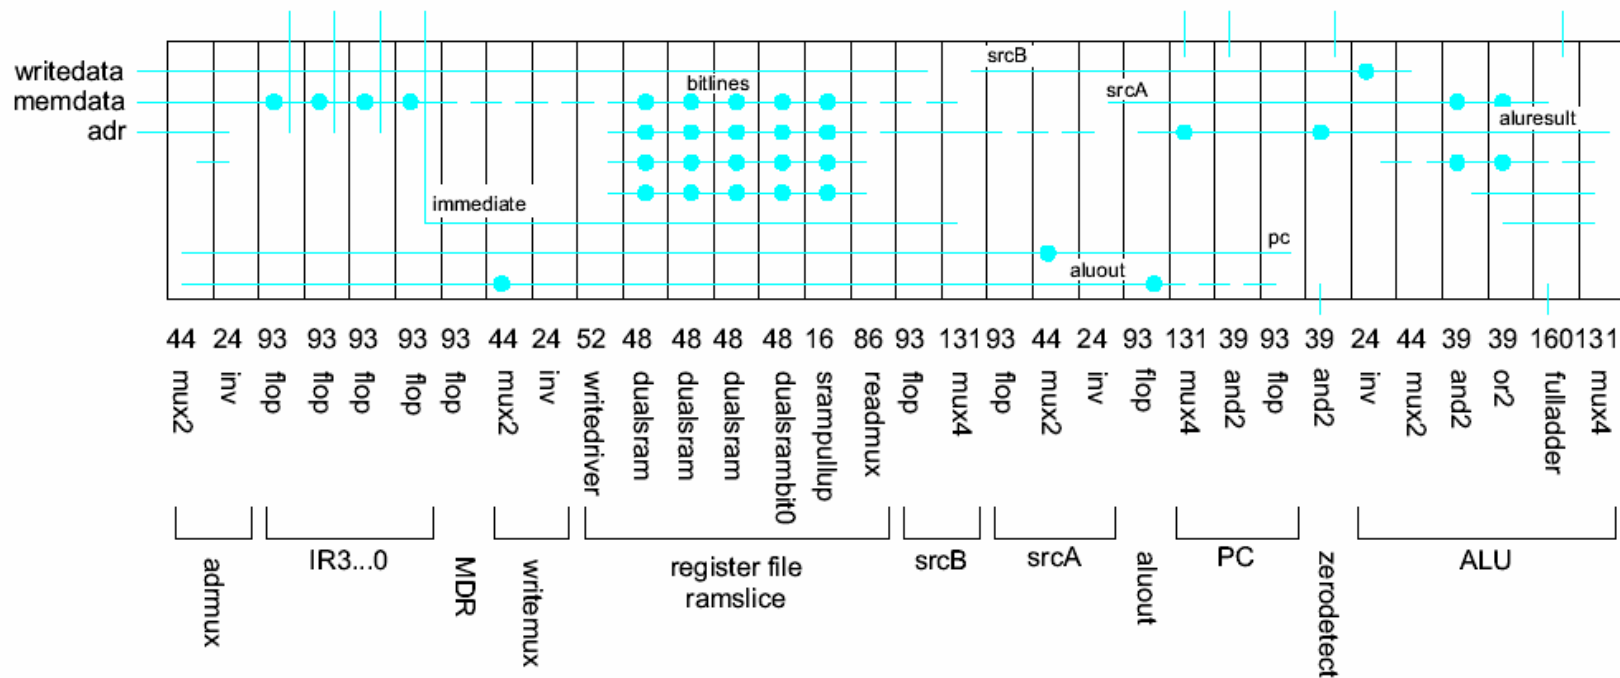 srcB
writedata
bitlines
srcA
memdata
aluresult
adr
immediate
pc
aluout
44 24 93 93 93 93 93 44 24 52 48 48 48 48 16 86 93 131 93 44 24 93 131 39 93 39 24 44 39 39 160 131
mux2 inv flop flop flop flop flop mux2 inv writedriver dualsram dualsram dualsram dualsrambit0 srampullup readmux flop mux4 flop mux2 inv flop mux4 and2 flop and2 inv mux2 and2 or2 fulladder mux4
admux IR3...0 MDR writemux register file srcB srcA aluout PC zerodetect ALU
ramslice